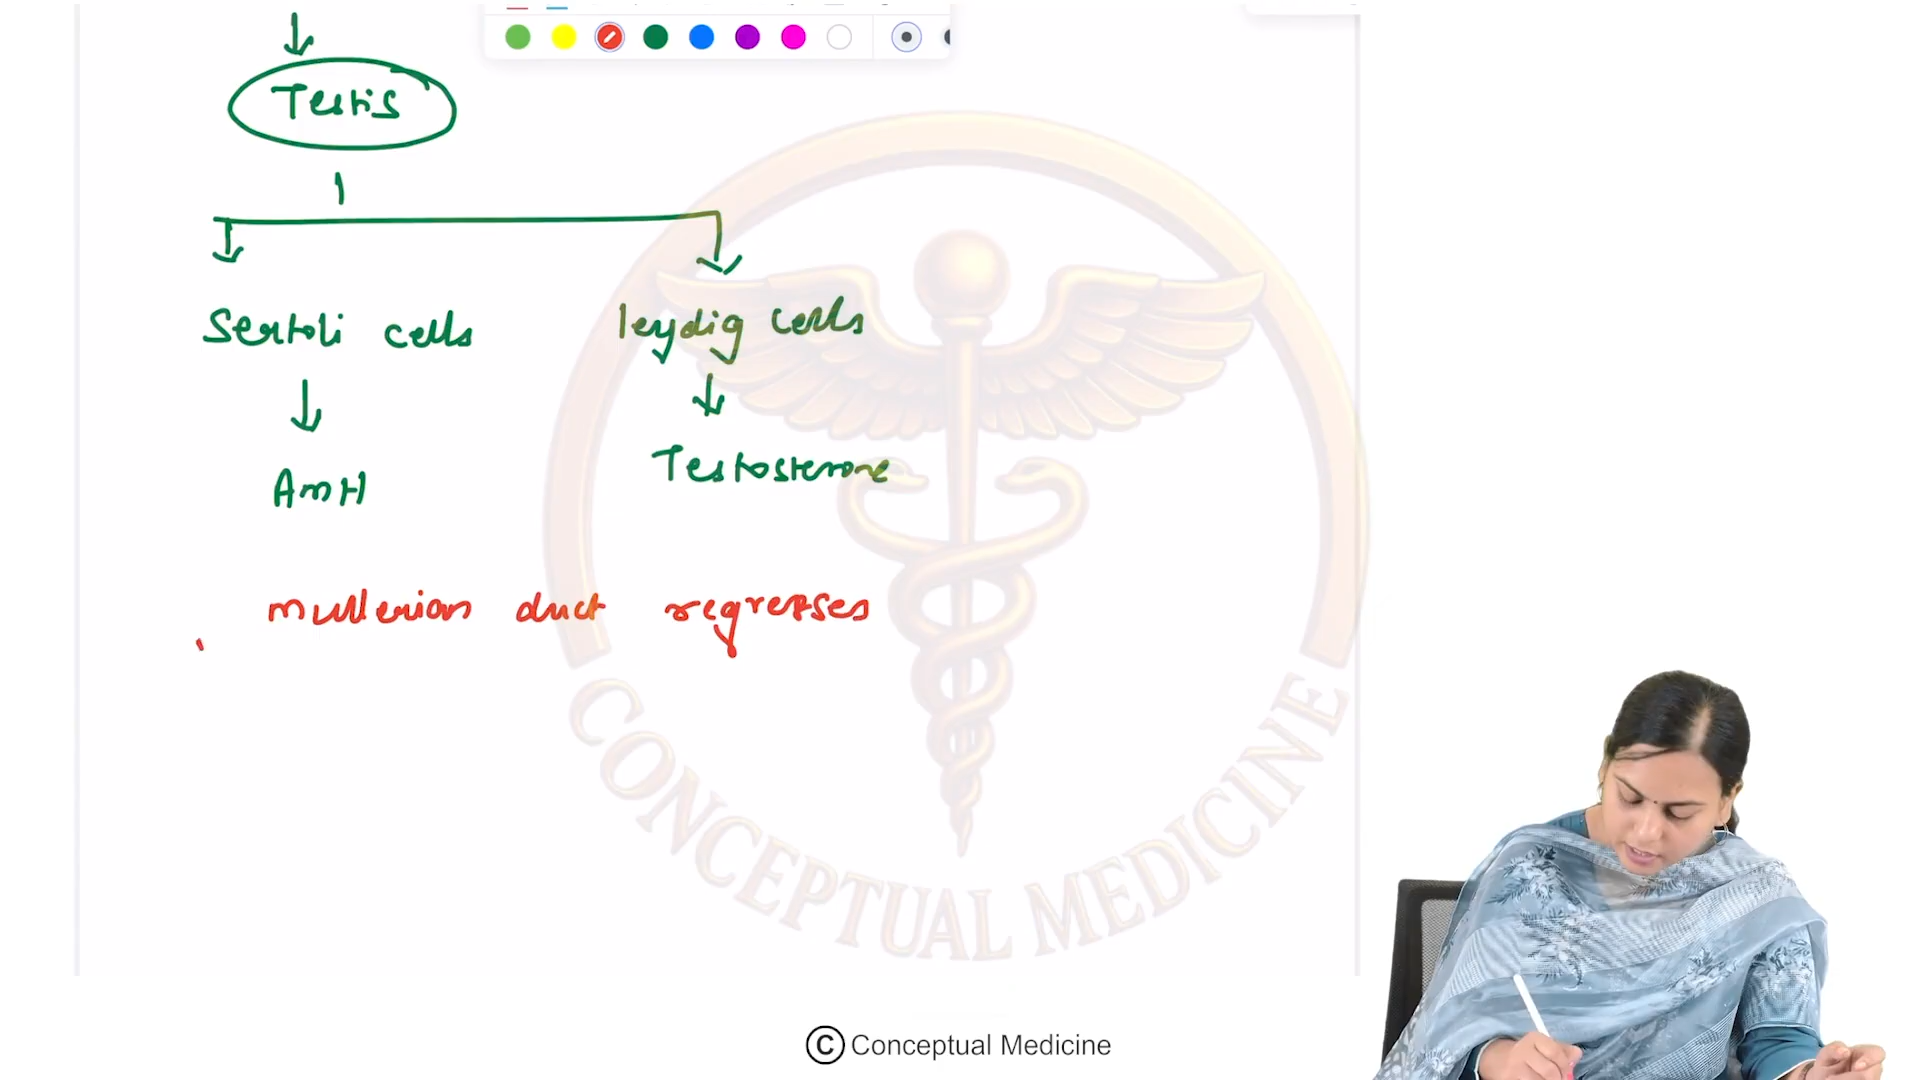 Testis
Sertoli cells
leydig cells
AmH
Testosterone
mullerian duct regresses
CONCEPTUAL MEDICINE
© Conceptual Medicine